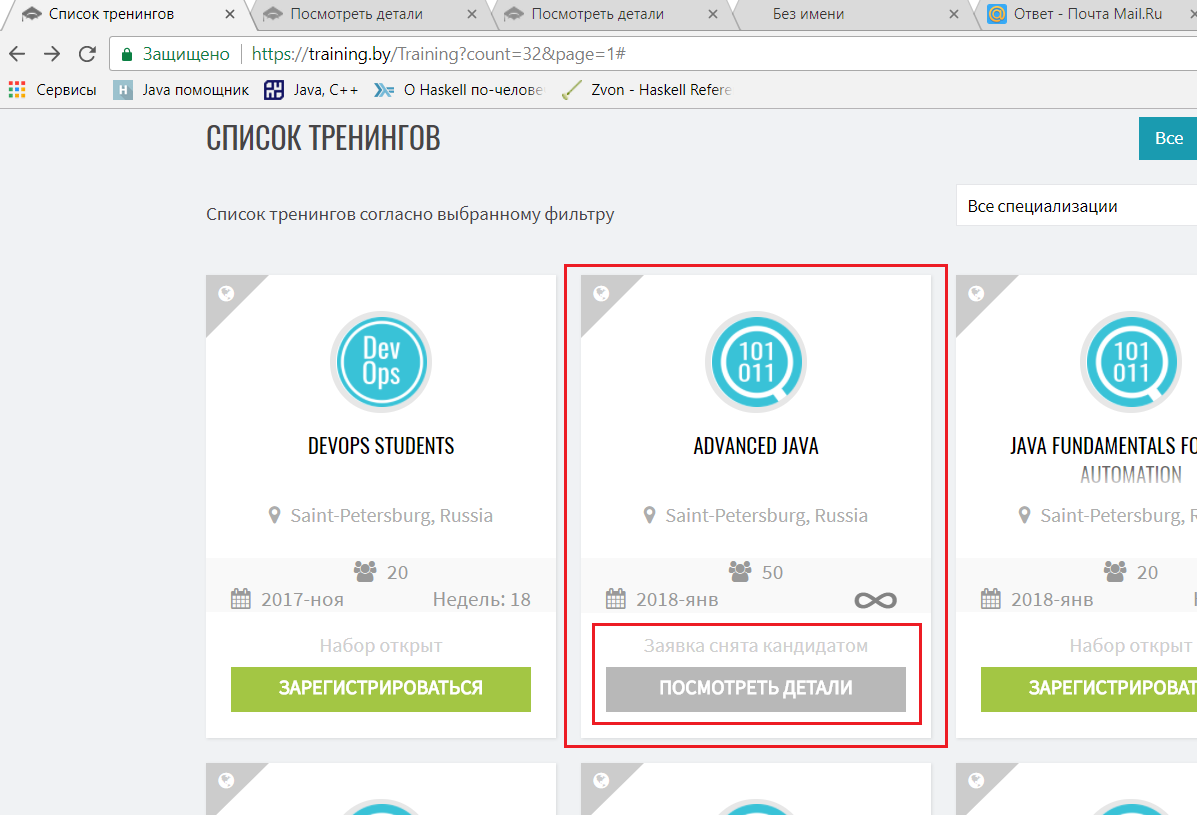 Список тренингов
Посмотреть детали
Посмотреть детали
Без имени
Ответ - Почта Mail.Ru
Защищено
https://training.by/Training?count=32&page=1#
Сервисы
H
Java помощник
Java, C++
О Haskell по-челове
Zvon - Haskell Refere
СПИСОК ТРЕНИНГОВ
Все
Список тренингов согласно выбранному фильтру
Все специализации
Dev
Ops
DEVOPS STUDENTS
Saint-Petersburg, Russia
20
2017-ноя
Недель: 18
Набор открыт
ЗАРЕГИСТРИРОВАТЬСЯ
101
011
ADVANCED JAVA
Saint-Petersburg, Russia
50
2018-янв
Заявка снята кандидатом
ПОСМОТРЕТЬ ДЕТАЛИ
101
011
JAVA FUNDAMENTALS FO
AUTOMATION
Saint-Petersburg, R
20
2018-янв
Набор открыт
ЗАРЕГИСТРИРОВАТ